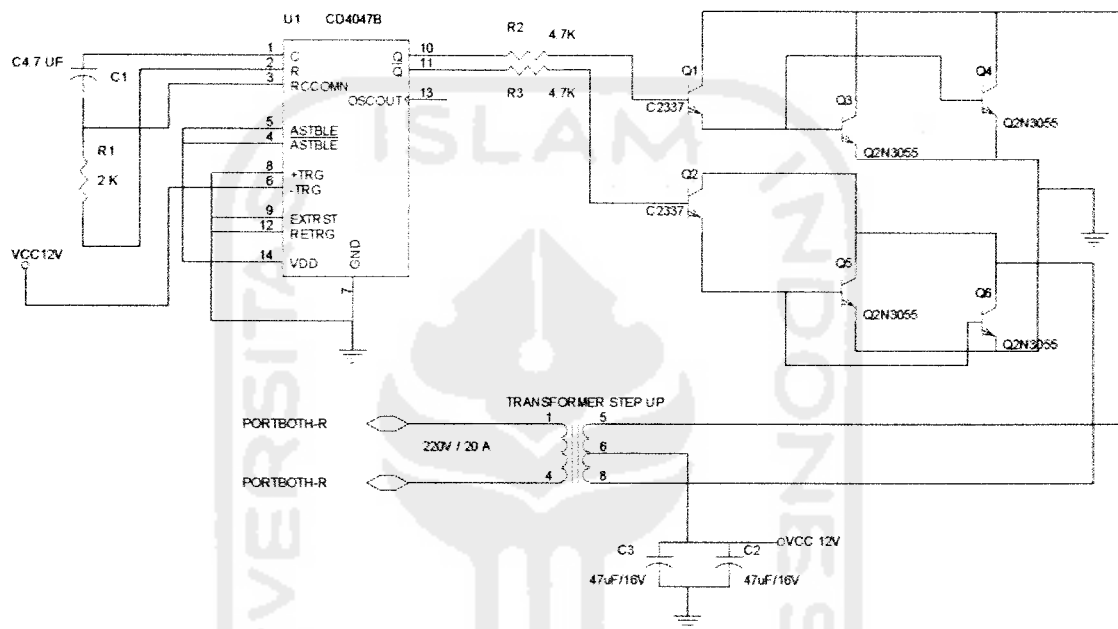 U1 CD4047B
C4.7 UF
C1
1
2
3
C
R
RCCOMN
10
11
13
Q
Q
OSCOUT
R2 4.7K
R3 4.7K
5
4
ASTBLE
ASTBLE
R1
2 K
8
6
+TRG
-TRG
9
12
EXTRST
RETRG
14
VDD
GND
7
VCC12V
Q1
C2337
Q3
Q2N3055
Q4
Q2N3055
Q2
C2337
Q5
Q2N3055
Q6
Q2N3055
ISLAM
VERSITAS
INDONES
TRANSFORMER STEP UP
PORTBOTH-R
1
5
220V / 20 A
6
PORTBOTH-R
4
8
VCC 12V
C3
47uF/16V
C2
47uF/16V